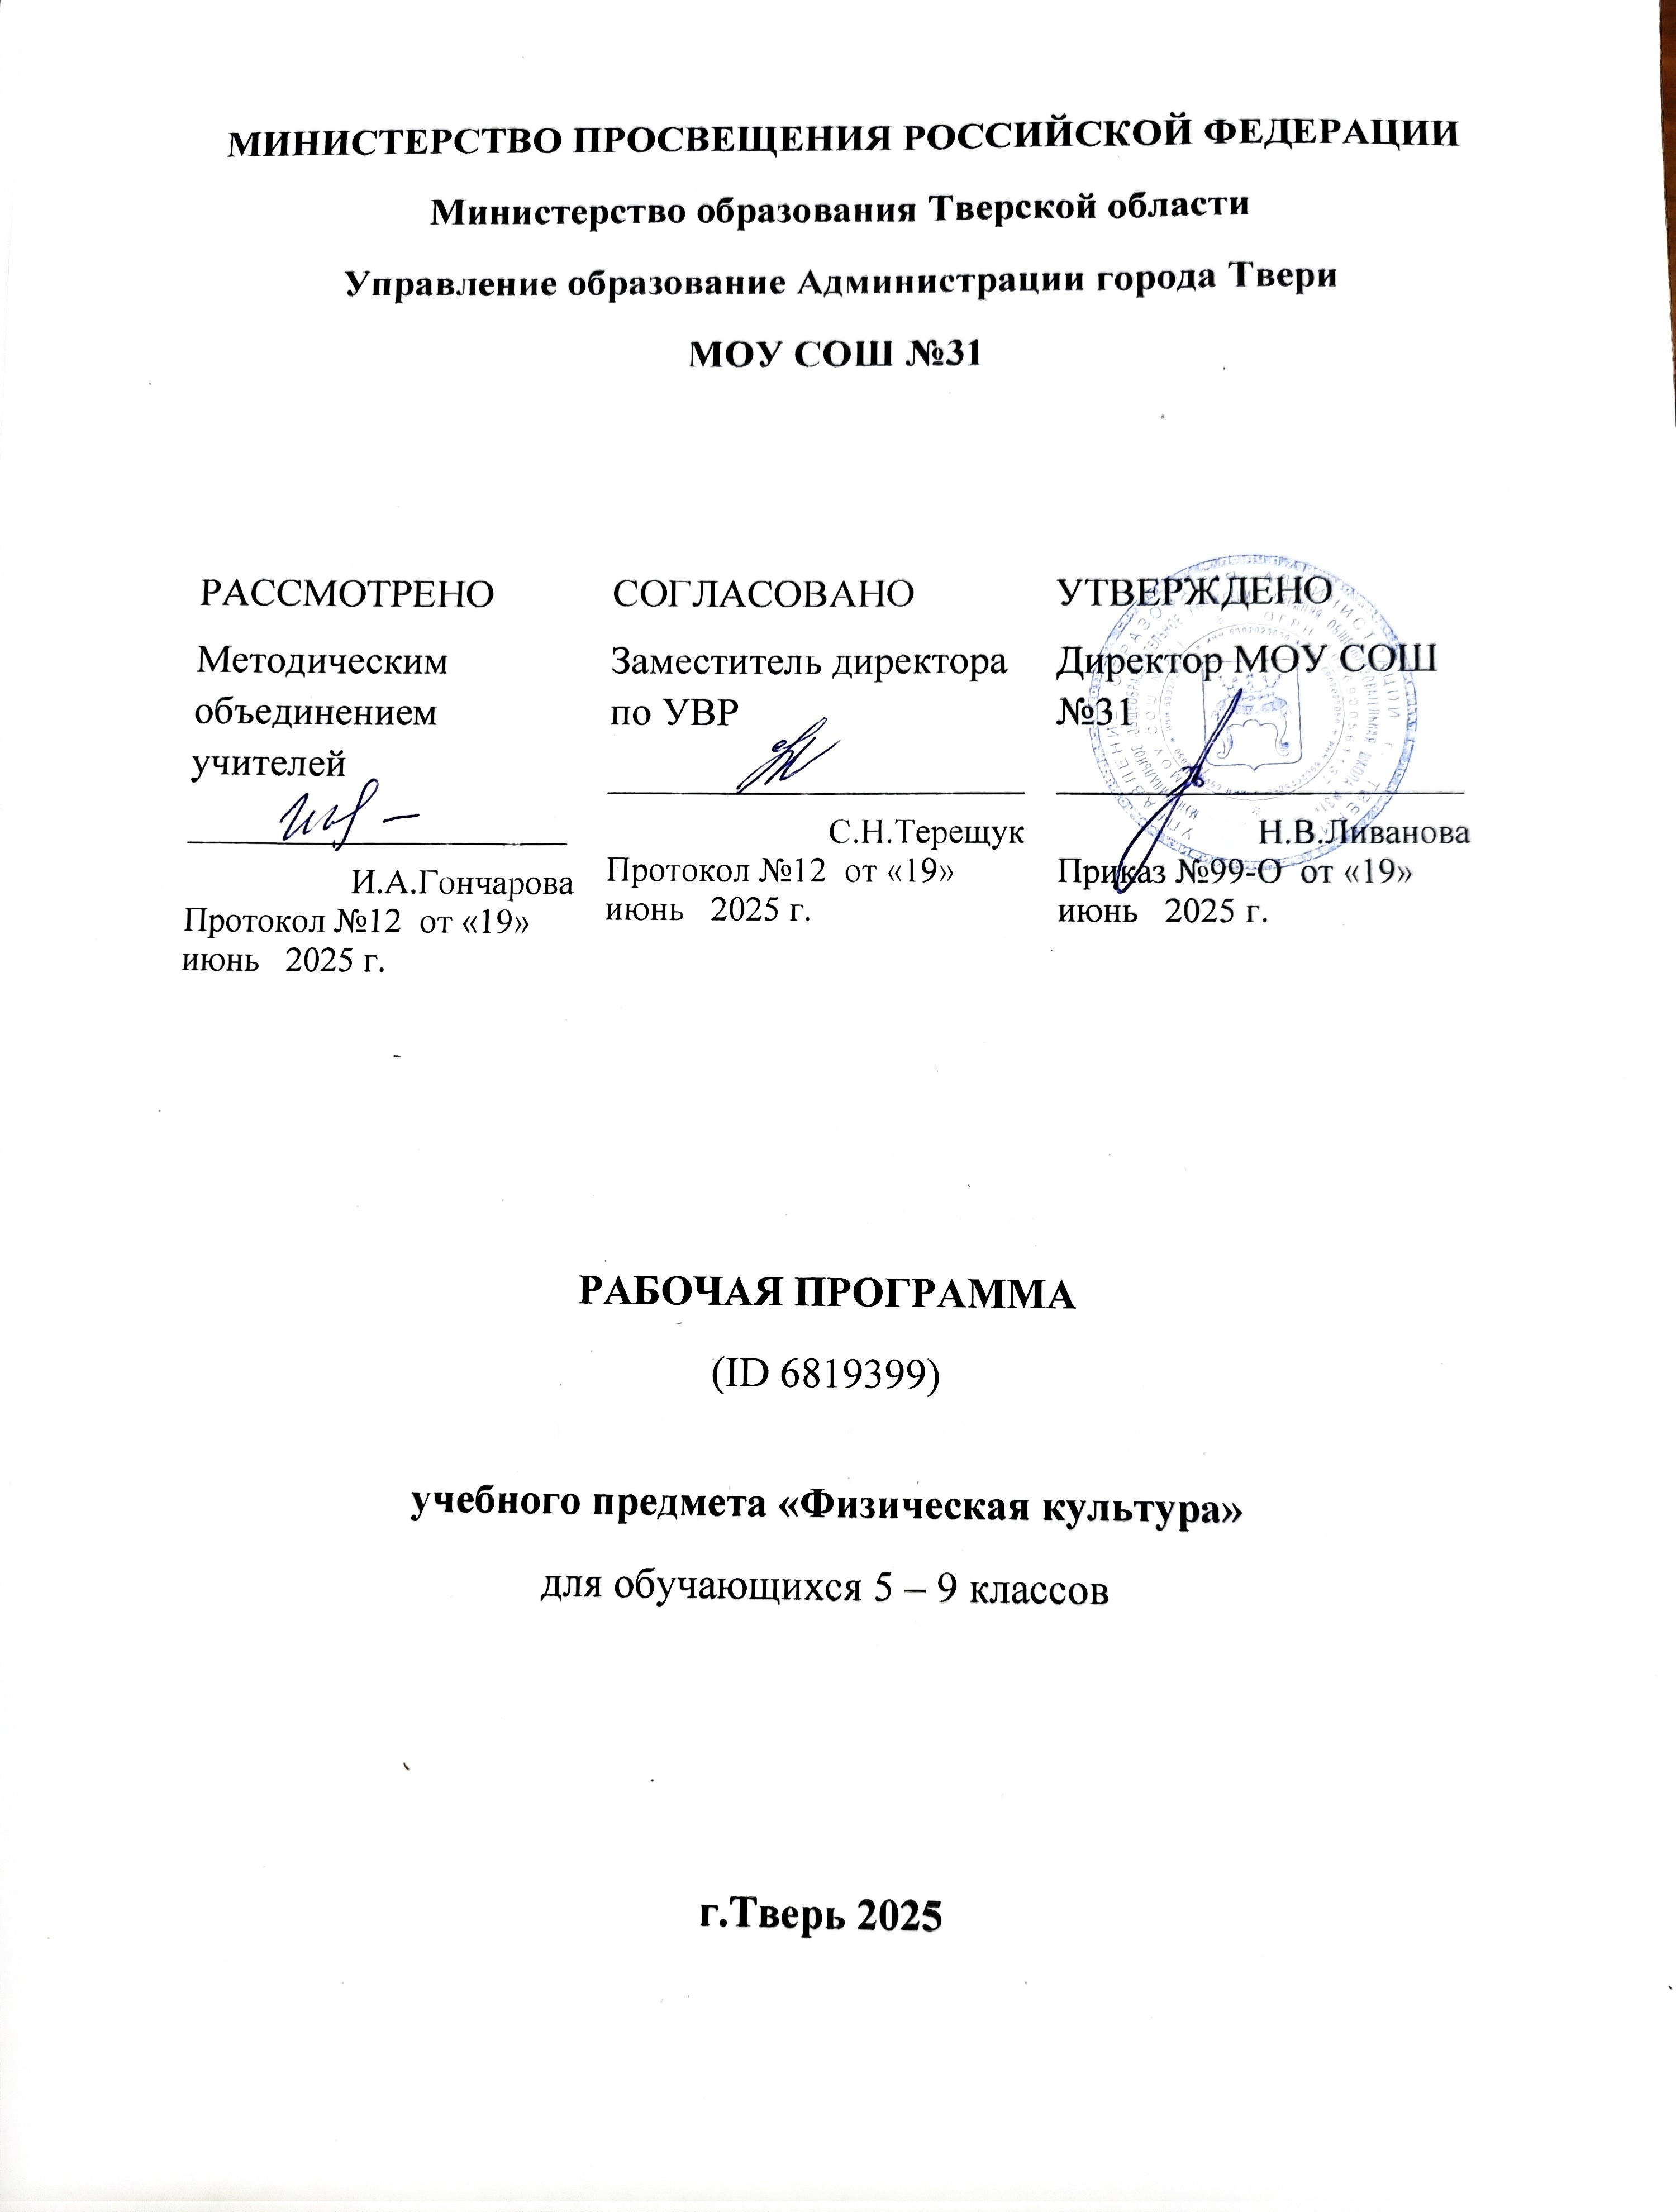 МИНИСТЕРСТВО ПРОСВЕЩЕНИЯ РОССИЙСКОЙ ФЕДЕРАЦИИ
Министерство образования Тверской области
Управление образование Администрации города Твери
МОУ СОШ №31
РАССМОТРЕНО
Методическим
объединением
учителей
И.А.Гончарова
Протокол №12 от «19»
июнь 2025 г.
СОГЛАСОВАНО
Заместитель директора
по УВР
С.Н.Терещук
Протокол №12 от «19»
июнь 2025 г.
УТВЕРЖДЕНО
Директор МОУ СОШ
№31
Н.В.Ливанова
Приказ №99-О от «19»
июнь 2025 г.
РАБОЧАЯ ПРОГРАММА
(ID 6819399)
учебного предмета «Физическая культура»
для обучающихся 5 – 9 классов
г.Тверь 2025